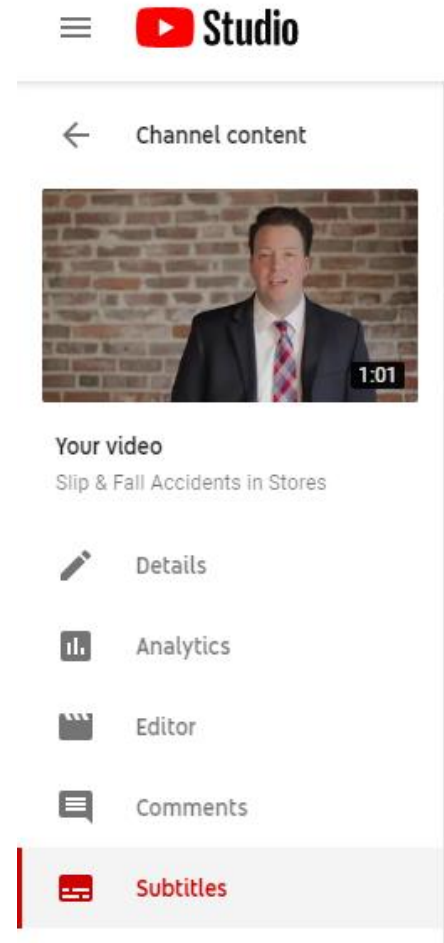 Studio
Channel content
1:01
Your video
Slip & Fall Accidents in Stores
Details
Analytics
Editor
Comments
Subtitles